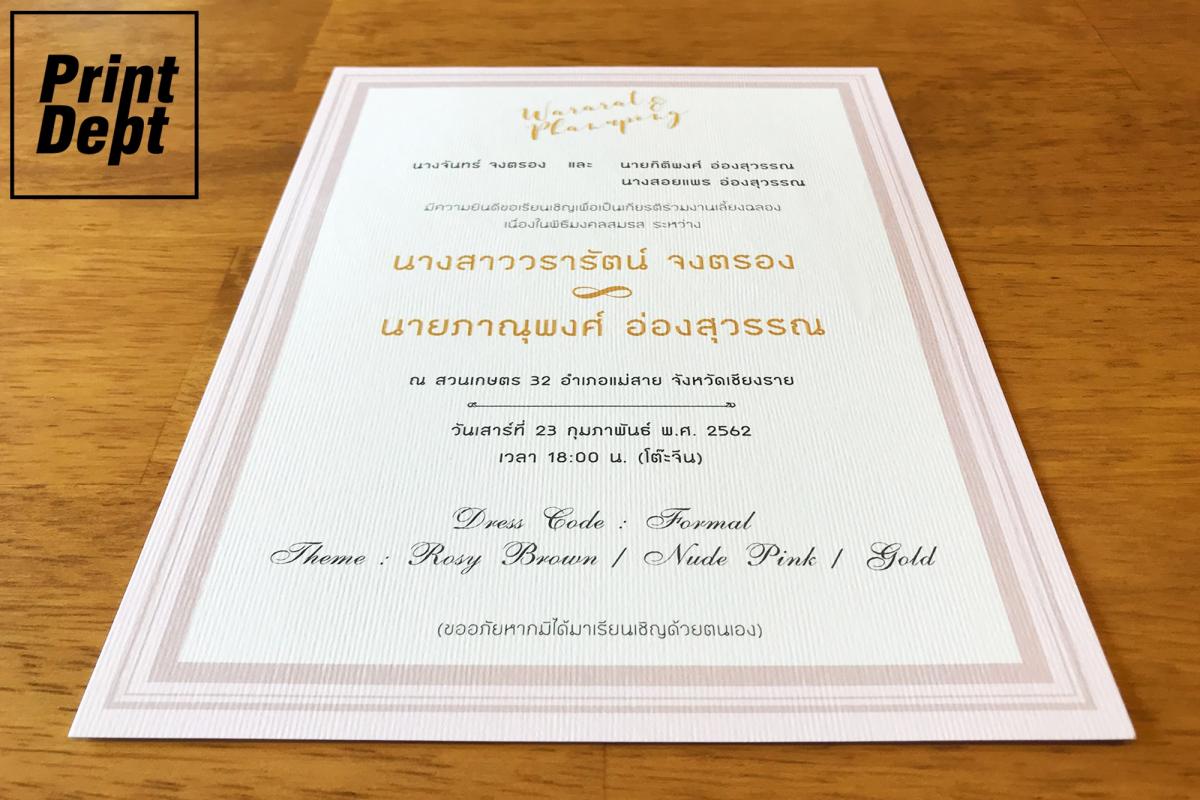 Print
Dept
Wararat &
Phanupong
นางจันทร์ จงตรอง และ นายกิติพงศ์ อ่องสุวรรณ
นางสอยแพร อ่องสุวรรณ
มีความยินดีขอเรียนเชิญเพื่อเป็นเกียรติร่วมงานเลี้ยงฉลอง
เนื่องในพิธีมงคลสมรส ระหว่าง
นางสาววรารัตน์ จงตรอง
นายภาณุพงศ์ อ่องสุวรรณ
ณ สวนเกษตร 32 อำเภอแม่สาย จังหวัดเชียงราย
วันเสาร์ที่ 23 กุมภาพันธ์ พ.ศ. 2562
เวลา 18:00 น. (โต๊ะจีน)
Dress Code : Formal
Theme : Rosy Brown / Nude Pink / Gold
(ขออภัยหากมิได้มาเรียนเชิญด้วยตนเอง)